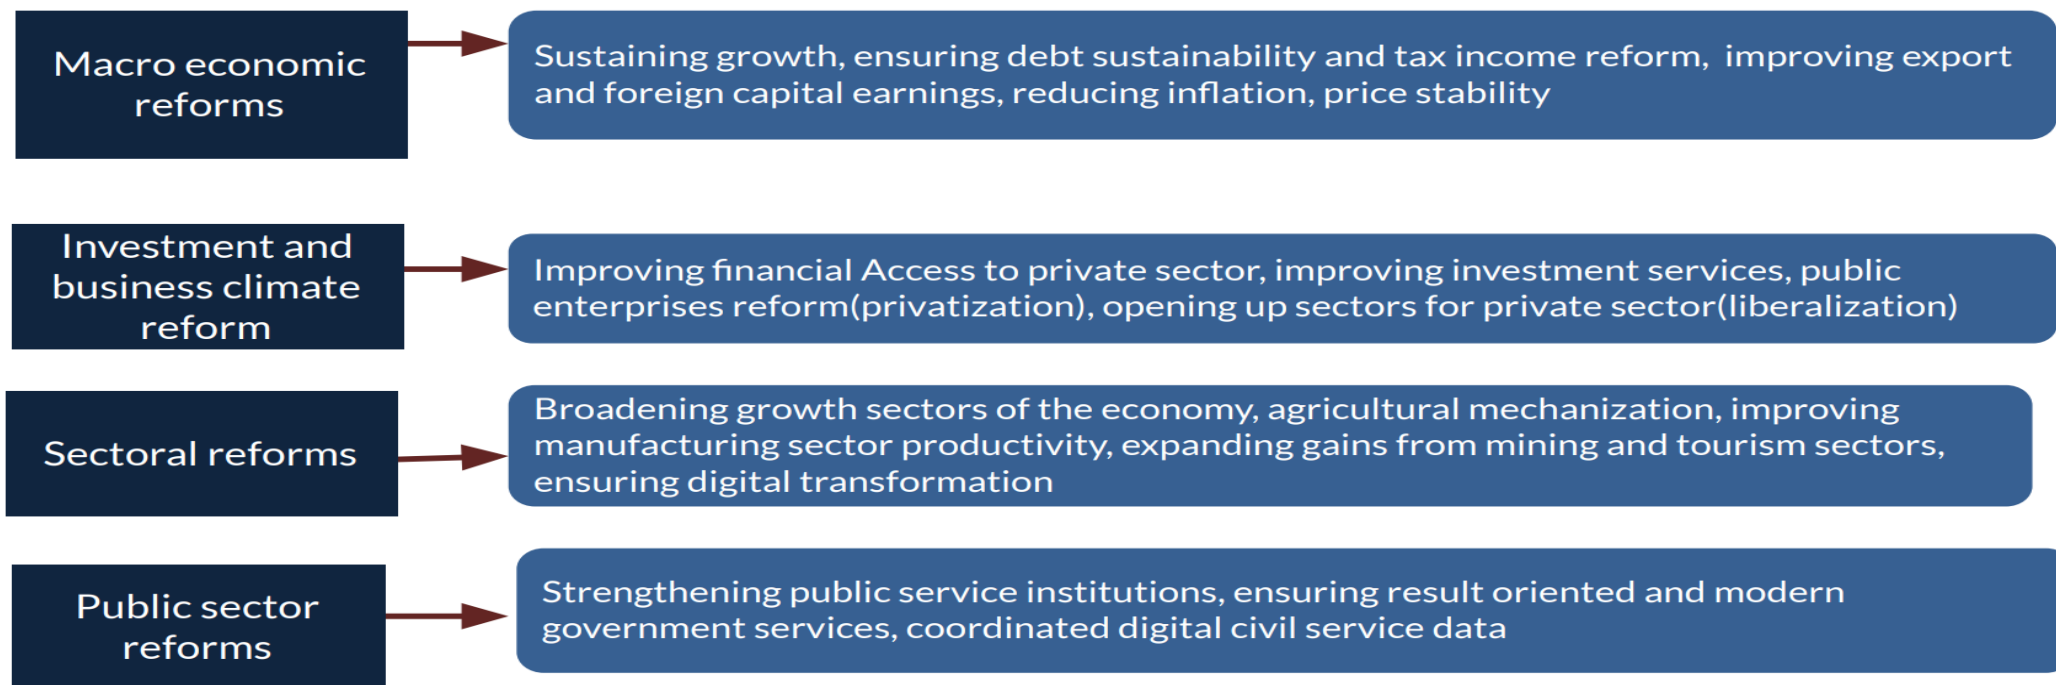 Macro economic
reforms
Sustaining growth, ensuring debt sustainability and tax income reform,  improving export
and foreign capital earnings, reducing inflation, price stability
Investment and
business climate
reform
Improving financial Access to private sector, improving investment services, public
enterprises reform(privatization), opening up sectors for private sector(liberalization)
Sectoral reforms
Broadening growth sectors of the economy, agricultural mechanization, improving
manufacturing sector productivity, expanding gains from mining and tourism sectors,
ensuring digital transformation
Public sector
reforms
Strengthening public service institutions, ensuring result oriented and modern
government services, coordinated digital civil service data